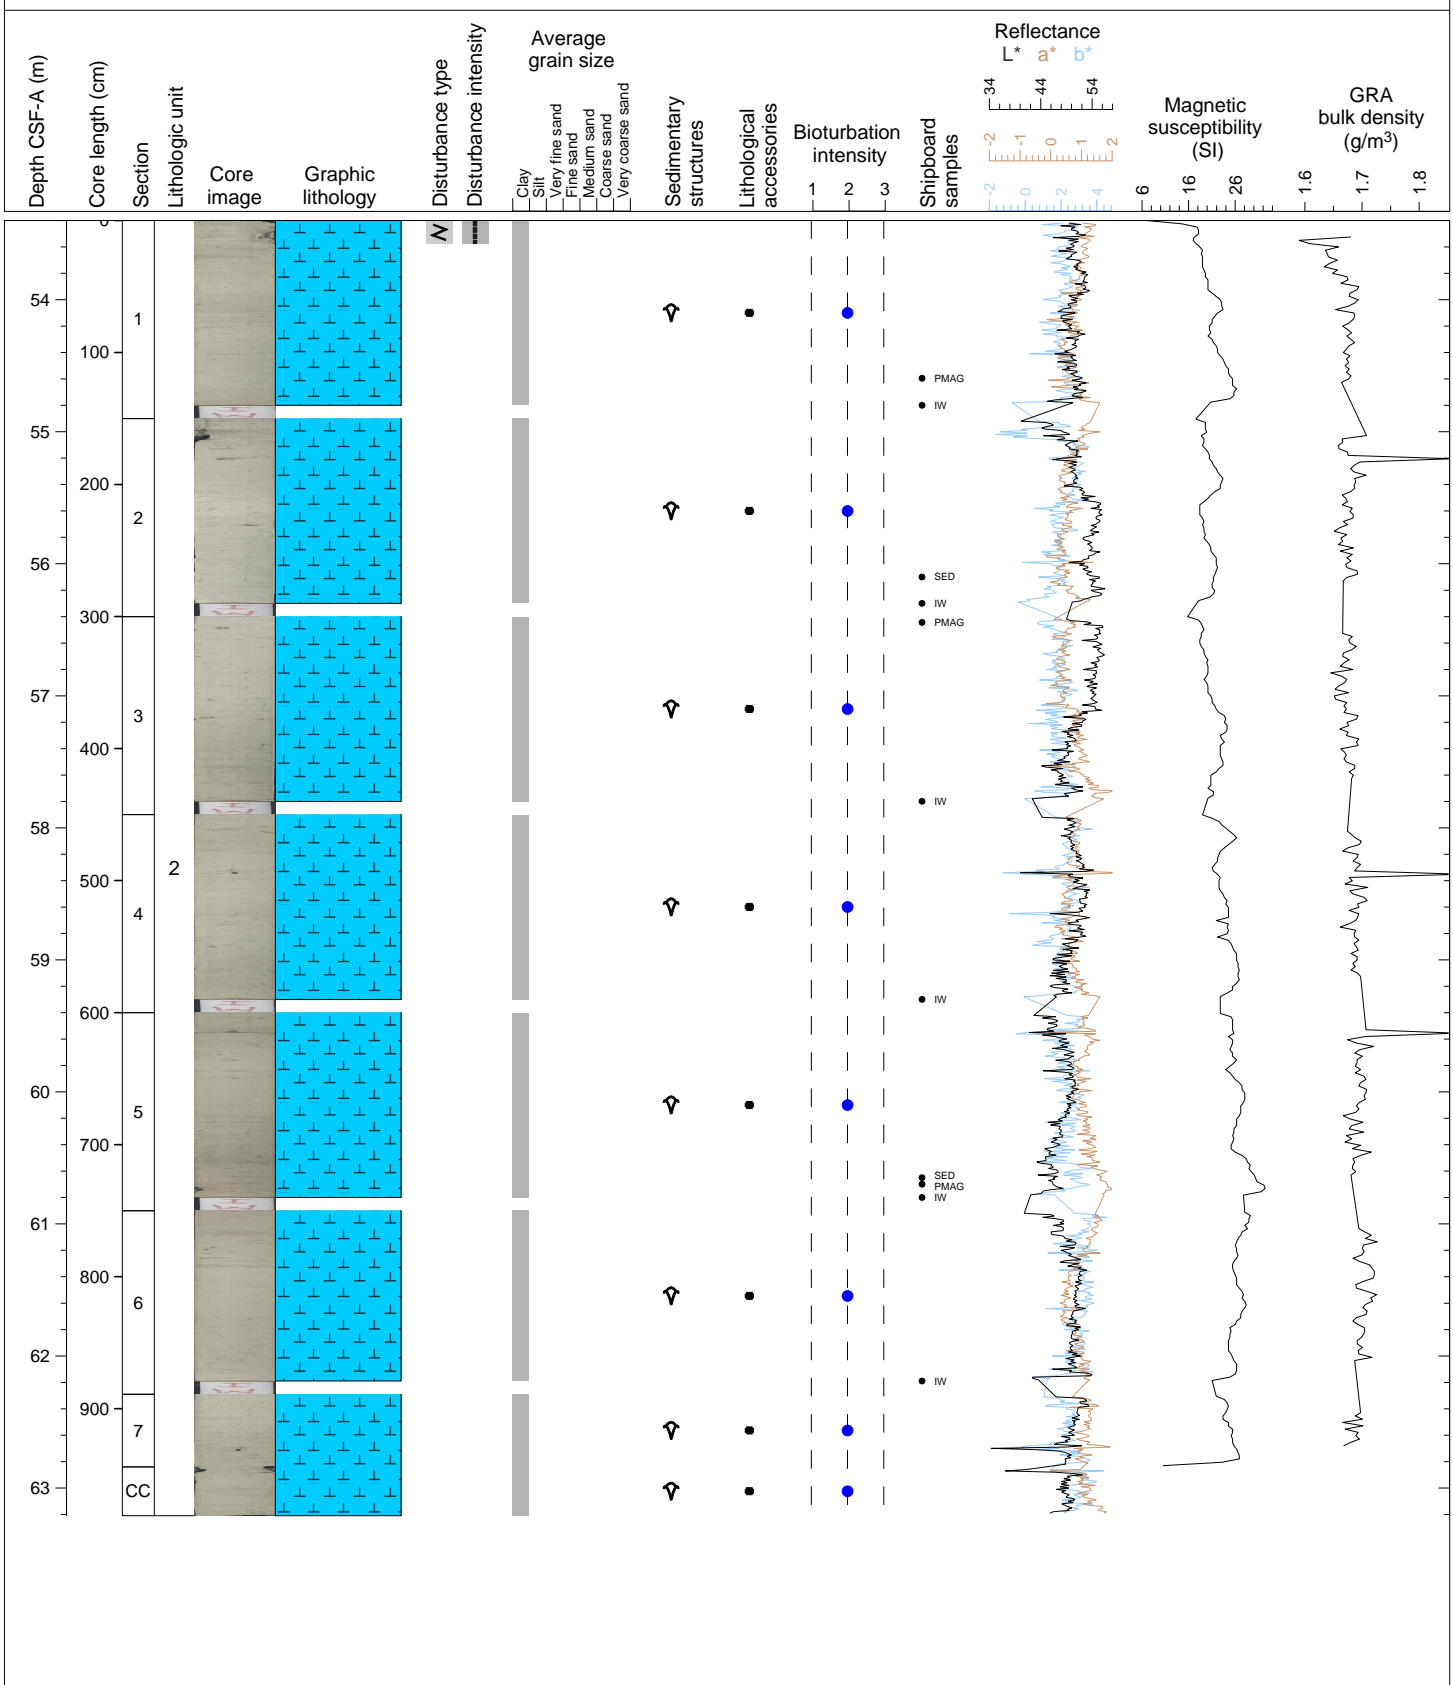 Depth CSF-A (m)
Core length (cm)
Section
Lithologic unit
Core
image
Graphic
lithology
Disturbance type
Disturbance intensity
Average
grain size
Clay
Silt
Very fine sand
Fine sand
Medium sand
Coarse sand
Very coarse sand
Sedimentary
structures
Lithological
accessories
Bioturbation
intensity
1 2 3
Shipboard
samples
Reflectance
L* a* b*
34 44 54
-2 -1 0 1 2
-2 0 2 4
Magnetic
susceptibility
(SI)
6 16 26
GRA
bulk density
(g/m³)
1.6 1.7 1.8
0
54
1
100
PMAG
IW
55
200
2
56
SED
IW
300
PMAG
57
3
400
IW
58
2
500
4
59
IW
600
60
5
700
SED
PMAG
IW
61
800
6
62
IW
900
7
63
CC